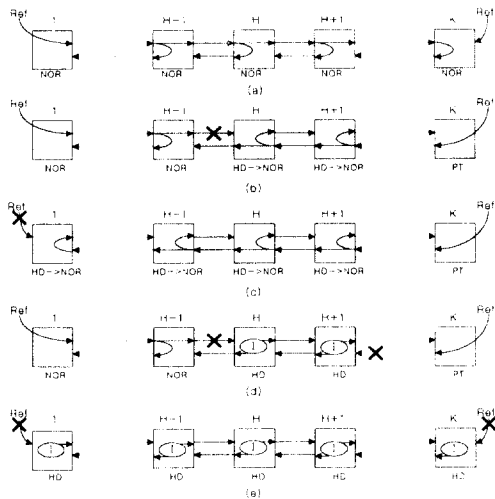 Ref 1 H-1 H H+1 K Ref
NOR NOR NOR NOR NOR
(a)
Ref 1 H-1 H H+1 K Ref
NOR NOR HD->NOR HD->NOR PT
(b)
Ref 1 H-1 H H+1 K Ref
HD->NOR HD->NOR HD->NOR HD->NOR PT
(c)
Ref 1 H-1 H H+1 K Ref
I I
NOR NOR HD HD PT
(d)
Ref 1 H-1 H H+1 K Ref
I I I I I
HD HD HD HD HD
(e)